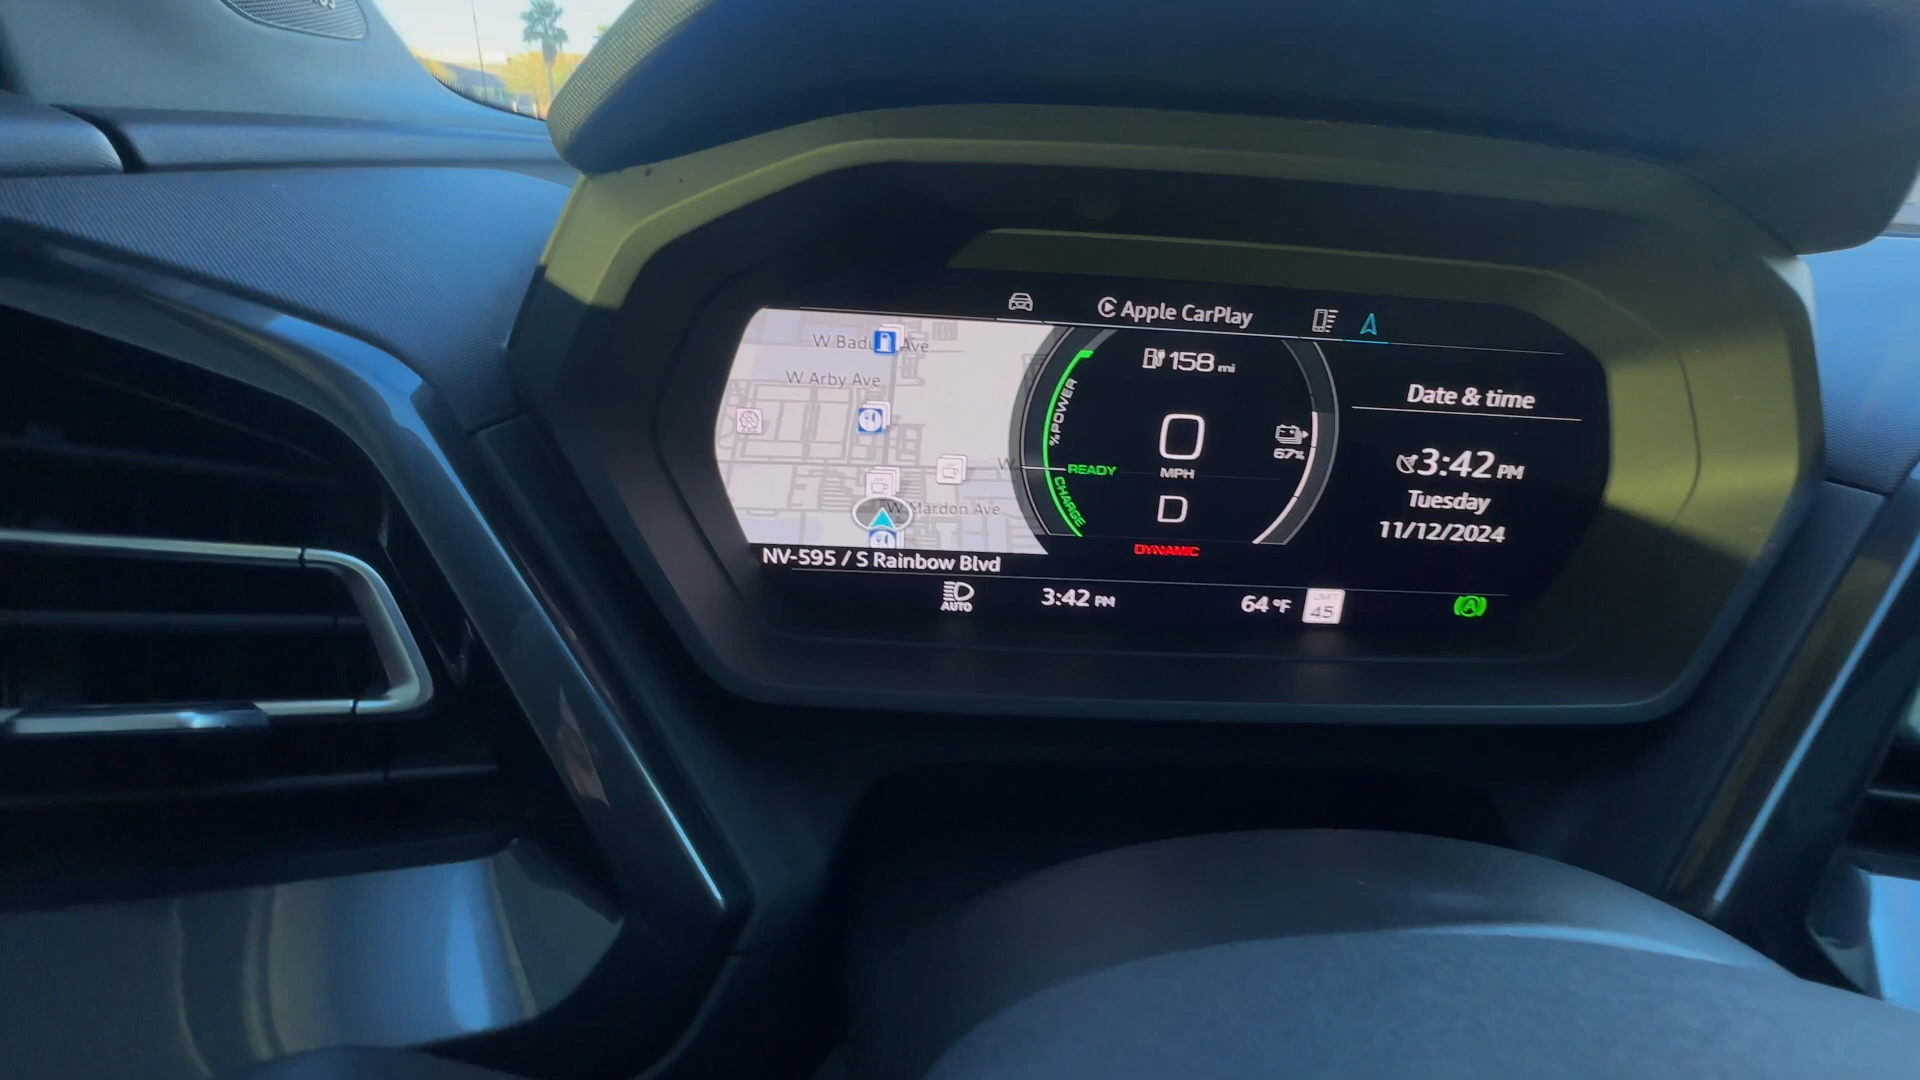 Apple CarPlay
W Badu Ave
W Arby Ave
W
W Mardon Ave
NV-595 / S Rainbow Blvd
158 mi
%POWER
READY
CHARGE
0
MPH
D
DYNAMIC
67%
Date & time
3:42 PM
Tuesday
11/12/2024
AUTO
3:42 PM
64 °F
LIMIT
45
A